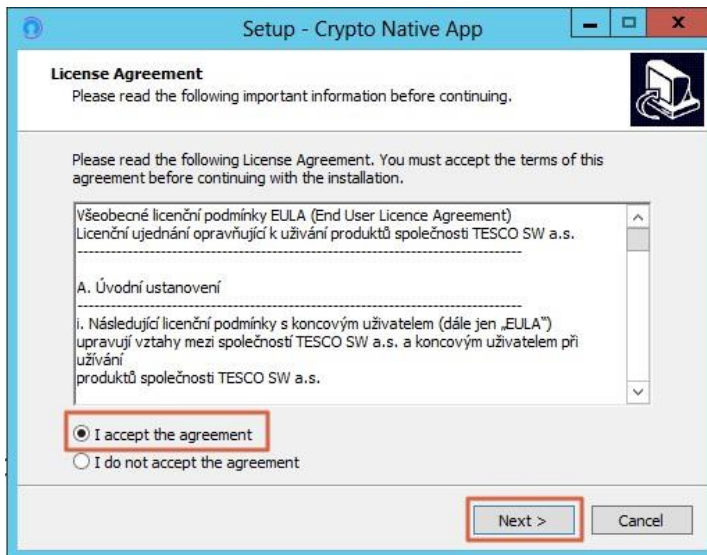 Setup - Crypto Native App
License Agreement
Please read the following important information before continuing.
Please read the following License Agreement. You must accept the terms of this
agreement before continuing with the installation.
Všeobecné licenční podmínky EULA (End User Licence Agreement)
Licenční ujednání opravňující k užívání produktů společnosti TESCO SW a.s.
--------------------------------------------------------------------------
A. Úvodní ustanovení
--------------------------------------------------------------------------
i. Následující licenční podmínky s koncovým uživatelem (dále jen „EULA“)
upravují vztahy mezi společností TESCO SW a.s. a koncovým uživatelem při
užívání
produktů společnosti TESCO SW a.s.
I accept the agreement
I do not accept the agreement
Next >
Cancel